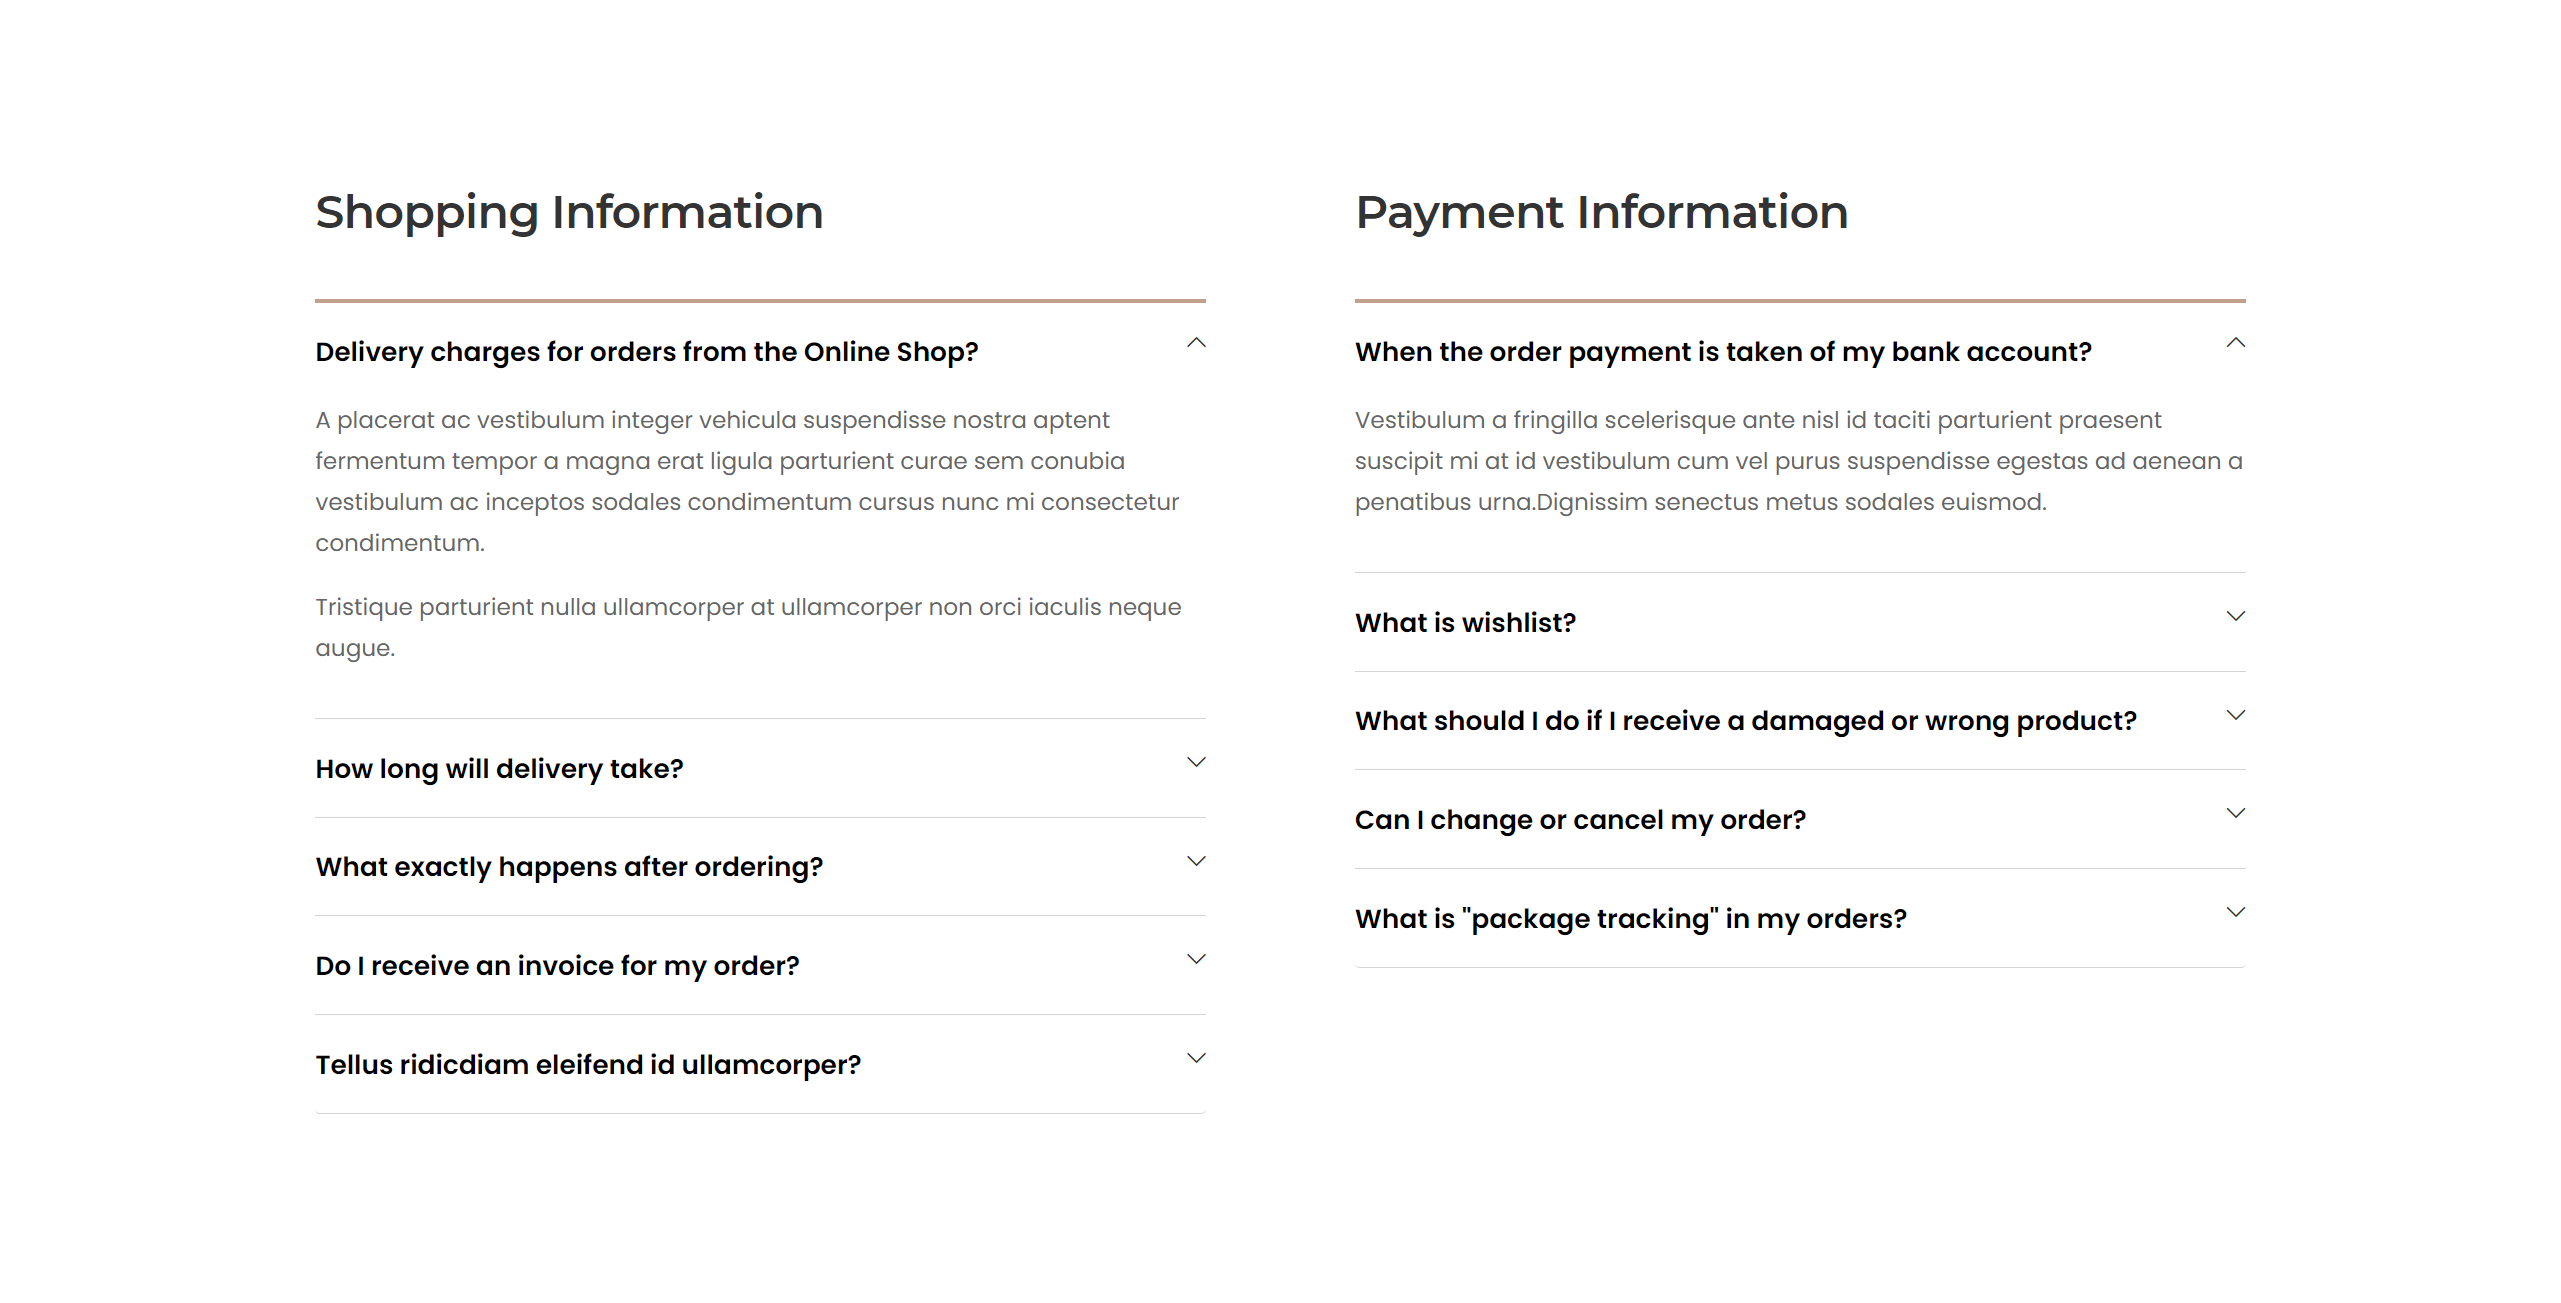 Shopping Information
Delivery charges for orders from the Online Shop?
A placerat ac vestibulum integer vehicula suspendisse nostra aptent
fermentum tempor a magna erat ligula parturient curae sem conubia
vestibulum ac inceptos sodales condimentum cursus nunc mi consectetur
condimentum.
Tristique parturient nulla ullamcorper at ullamcorper non orci iaculis neque
augue.
How long will delivery take?
What exactly happens after ordering?
Do I receive an invoice for my order?
Tellus ridicdiam eleifend id ullamcorper?
Payment Information
When the order payment is taken of my bank account?
Vestibulum a fringilla scelerisque ante nisl id taciti parturient praesent
suscipit mi at id vestibulum cum vel purus suspendisse egestas ad aenean a
penatibus urna.Dignissim senectus metus sodales euismod.
What is wishlist?
What should I do if I receive a damaged or wrong product?
Can I change or cancel my order?
What is "package tracking" in my orders?